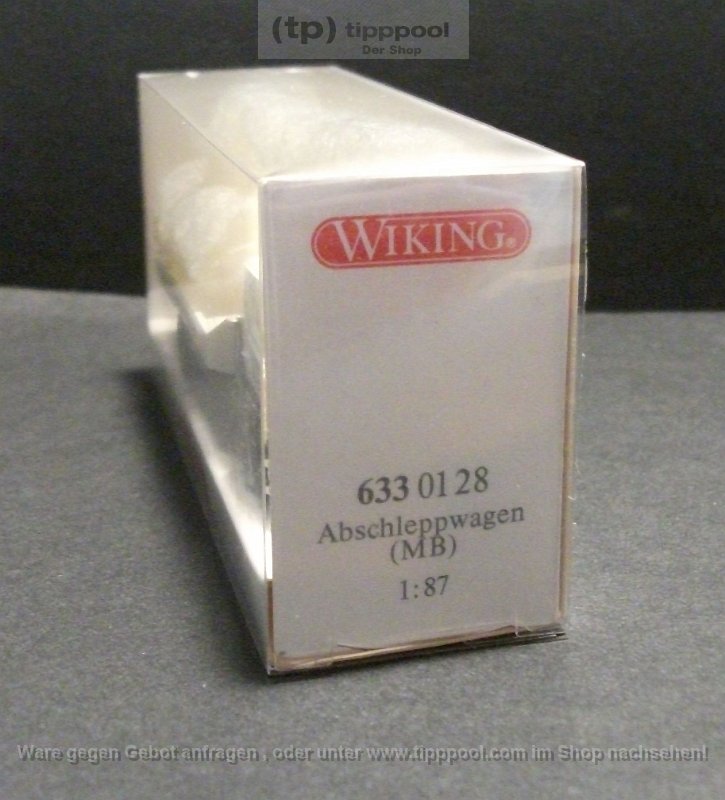 (tp) tipppool
Der Shop
WIKING®
633 01 28
Abschleppwagen
(MB)
1:87
Ware gegen Gebot anfragen , oder unter www.tipppool.com im Shop nachsehen!